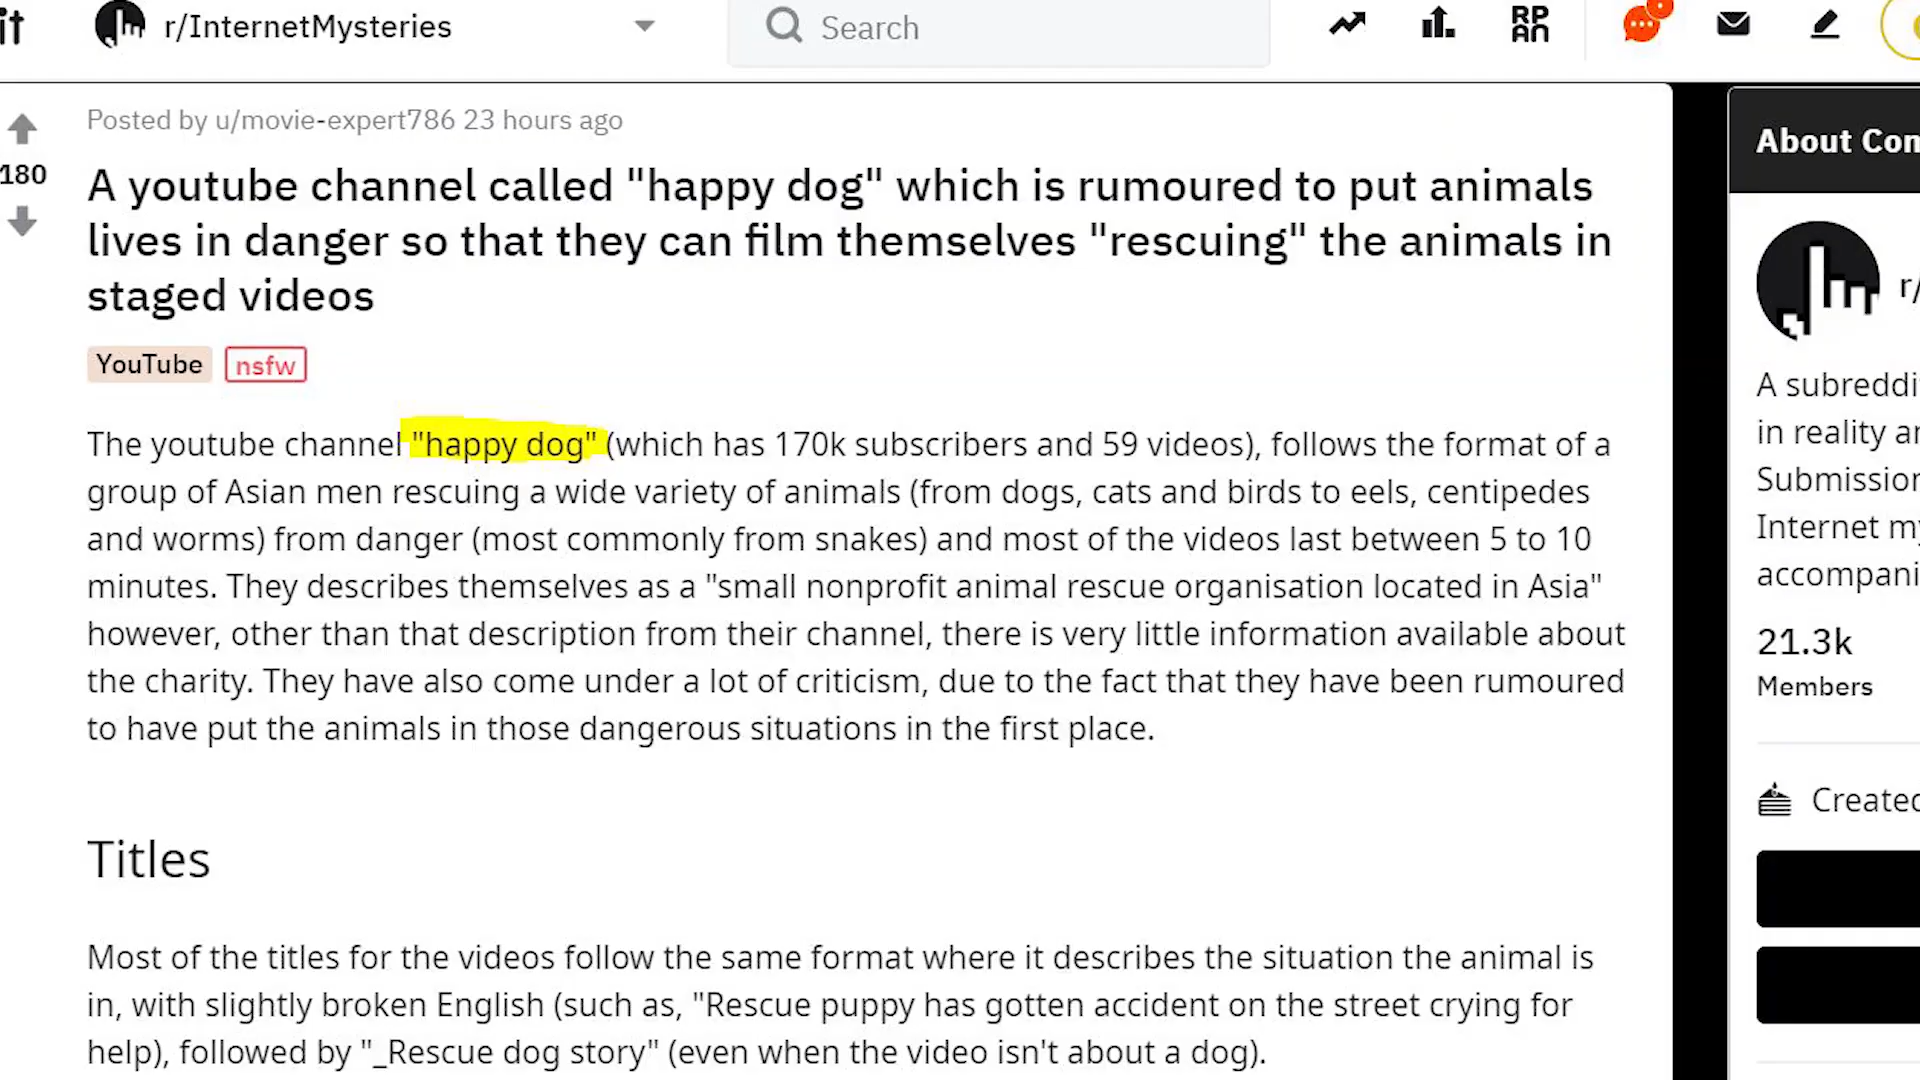 it r/InternetMysteries Search RPAN
Posted by u/movie-expert786 23 hours ago
180
A youtube channel called "happy dog" which is rumoured to put animals
lives in danger so that they can film themselves "rescuing" the animals in
staged videos
YouTube nsfw
The youtube channel "happy dog" (which has 170k subscribers and 59 videos), follows the format of a
group of Asian men rescuing a wide variety of animals (from dogs, cats and birds to eels, centipedes
and worms) from danger (most commonly from snakes) and most of the videos last between 5 to 10
minutes. They describes themselves as a "small nonprofit animal rescue organisation located in Asia"
however, other than that description from their channel, there is very little information available about
the charity. They have also come under a lot of criticism, due to the fact that they have been rumoured
to have put the animals in those dangerous situations in the first place.
Titles
Most of the titles for the videos follow the same format where it describes the situation the animal is
in, with slightly broken English (such as, "Rescue puppy has gotten accident on the street crying for
help), followed by "_Rescue dog story" (even when the video isn't about a dog).
About Con
r/
A subreddi
in reality a
Submission
Internet my
accompani
21.3k
Members
Created